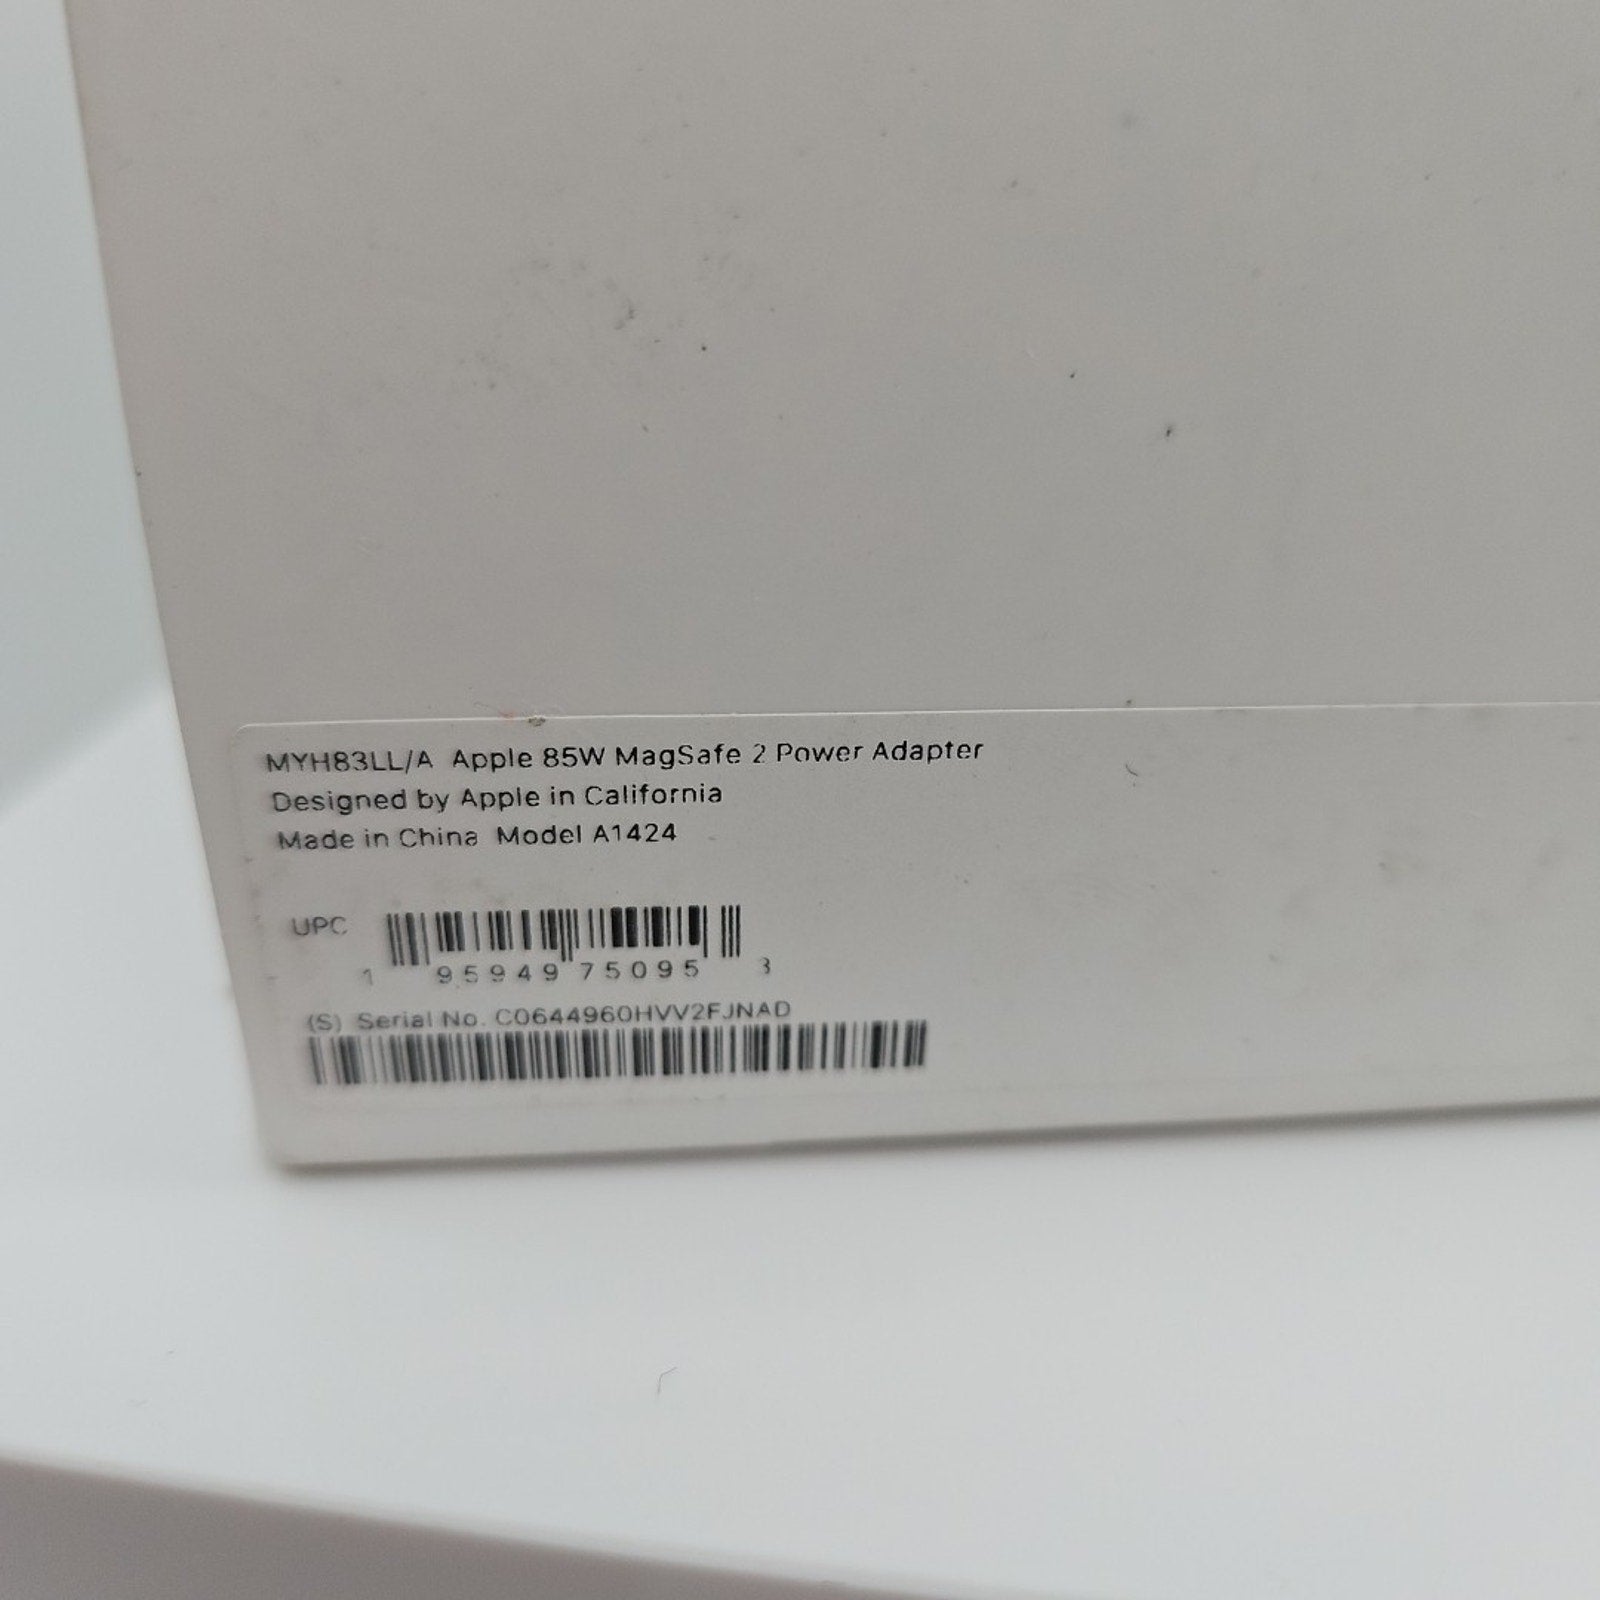 MYH83LL/A Apple 85W MagSafe 2 Power Adapter
Designed by Apple in California
Made in China Model A1424
UPC
1 95949 75095 3
(S) Serial No. C0644960HVV2FJNAD